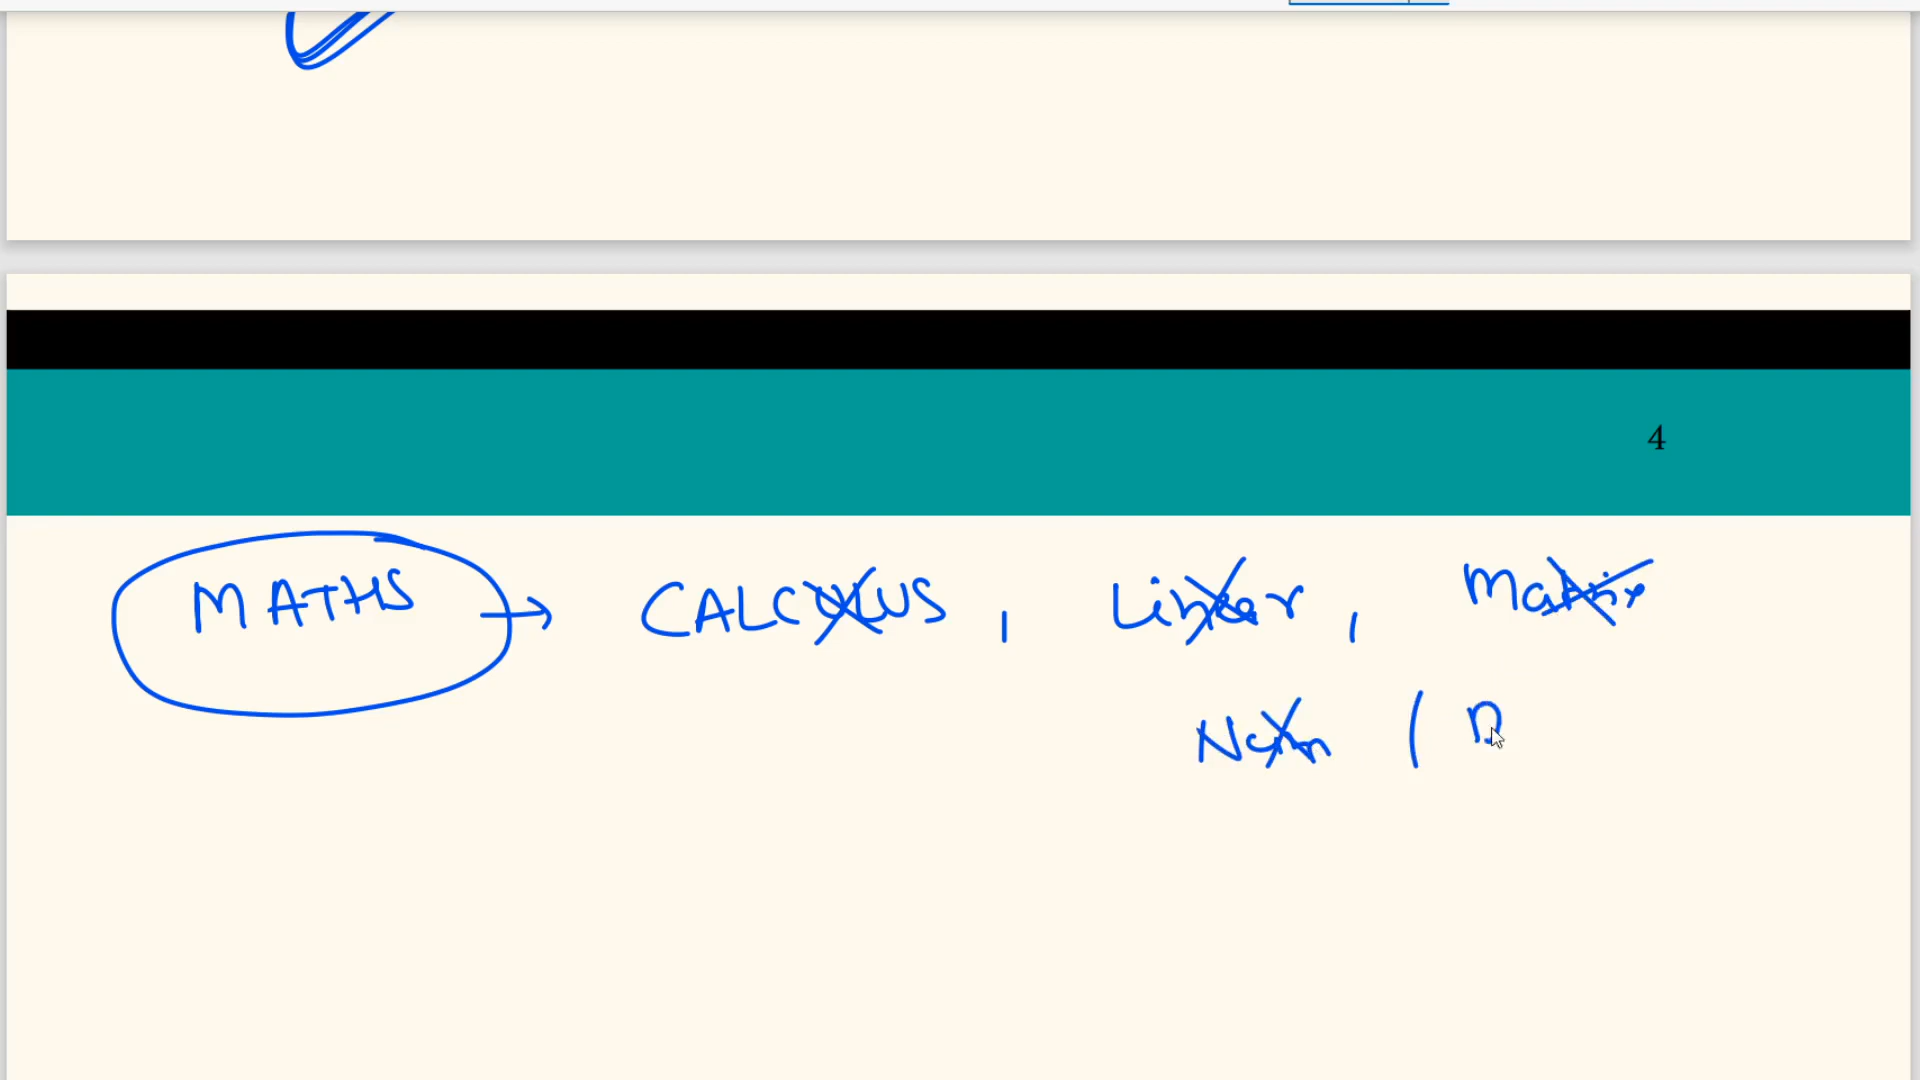 4
MATHS → CALCULUS , Linear , Matrix
Norm (